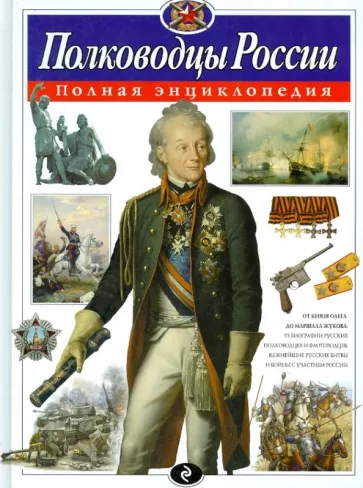 Полководцы России
Полная энциклопедия
ОТ КНЯЗЯ ОЛЕГА
ДО МАРШАЛА ЖУКОВА:
93 БИОГРАФИИ РУССКИХ
ПОЛКОВОДЦЕВ И ФЛОТОВОДЦЕВ,
ВАЖНЕЙШИЕ РУССКИЕ БИТВЫ
И ВОЙНЫ С УЧАСТИЕМ РОССИИ